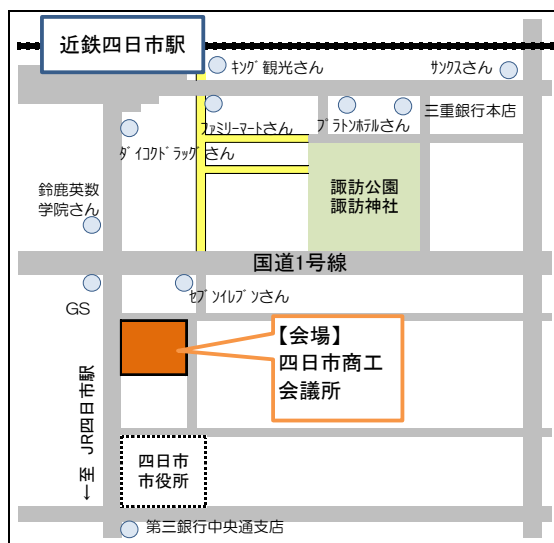 近鉄四日市駅
ｷﾝｸﾞ観光さん
ｻﾝｸｽさん
ﾌｧﾐﾘｰﾏｰﾄさん
ﾌﾟﾗﾄﾝﾎﾃﾙさん
三重銀行本店
ﾀﾞｲｺｸﾄﾞﾗｯｸﾞさん
鈴鹿英数
学院さん
諏訪公園
諏訪神社
国道1号線
GS
ｾﾌﾞﾝｲﾚﾌﾞﾝさん
【会場】
四日市商工
会議所
←至 JR四日市駅
四日市
市役所
第三銀行中央通支店